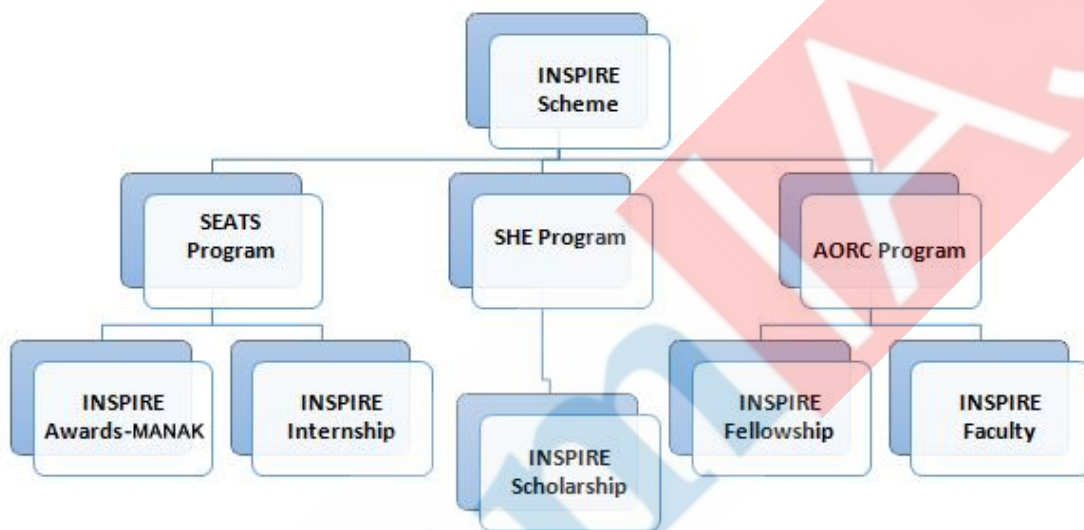 INSPIRE
Scheme
SEATS
Program
SHE Program
AORC Program
INSPIRE
Awards-MANAK
INSPIRE
Internship
INSPIRE
Scholarship
INSPIRE
Fellowship
INSPIRE
Faculty